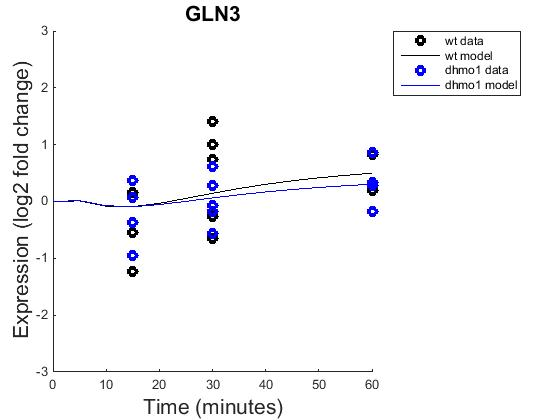 GLN3
wt data
wt model
dhmo1 data
dhmo1 model
3
2
1
0
-1
-2
-3
Expression (log2 fold change)
0 10 20 30 40 50 60
Time (minutes)